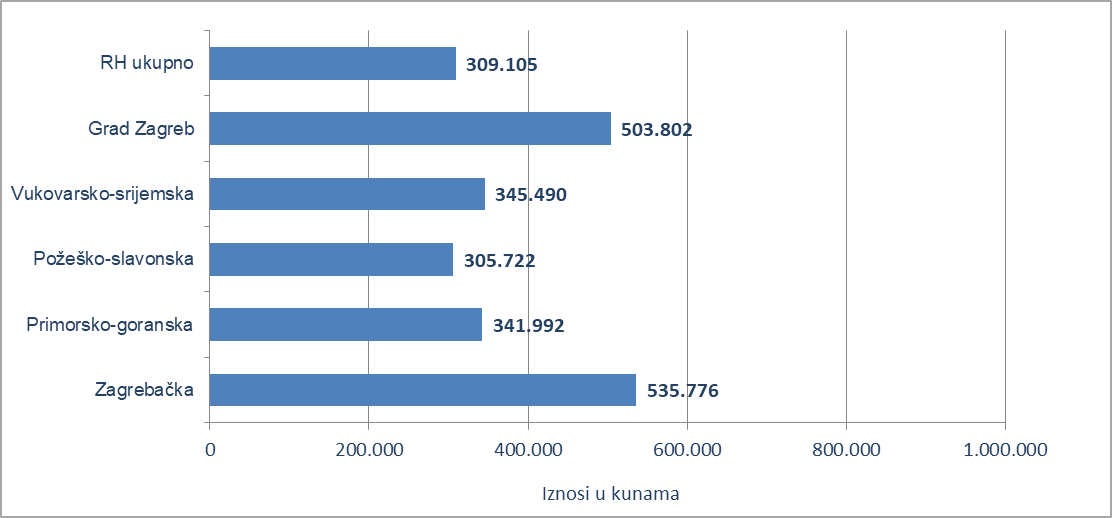 RH ukupno 309.105
Grad Zagreb 503.802
Vukovarsko-srijemska 345.490
Požeško-slavonska 305.722
Primorsko-goranska 341.992
Zagrebačka 535.776
0 200.000 400.000 600.000 800.000 1.000.000
Iznosi u kunama